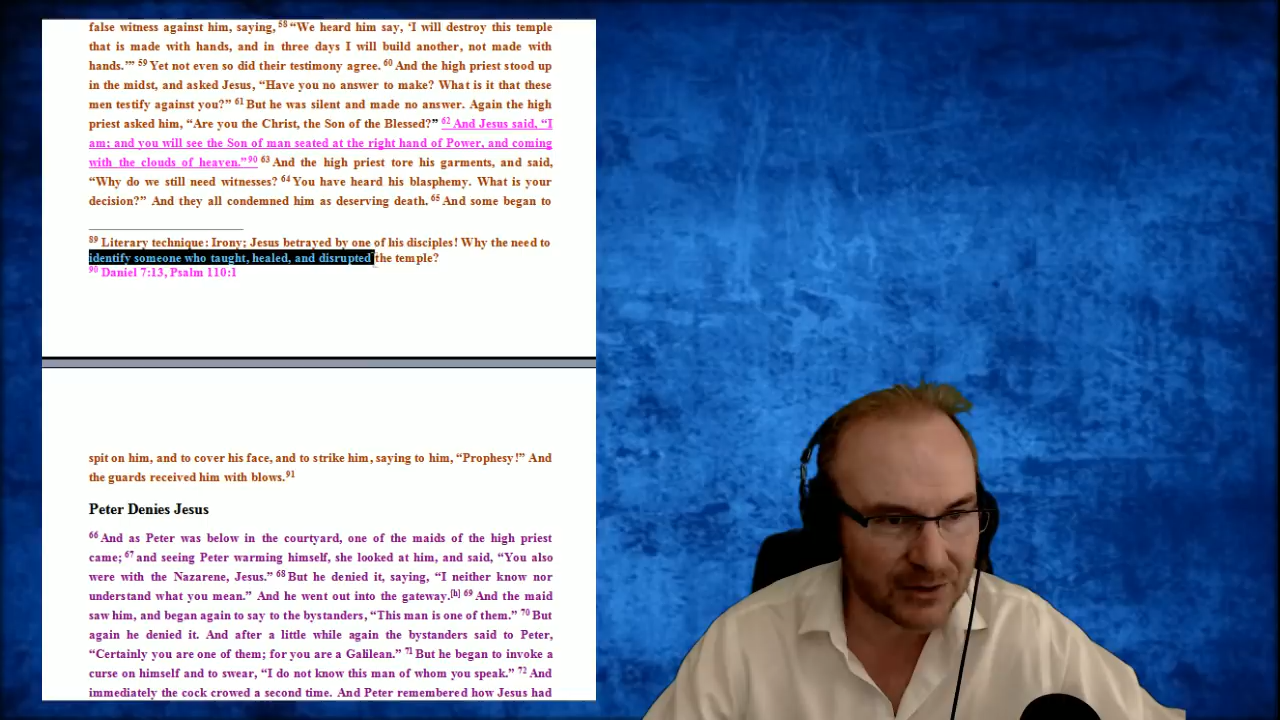 false witness against him, saying, 58 “We heard him say, ‘I will destroy this temple
that is made with hands, and in three days I will build another, not made with
hands.’” 59 Yet not even so did their testimony agree. 60 And the high priest stood up
in the midst, and asked Jesus, “Have you no answer to make? What is it that these
men testify against you?” 61 But he was silent and made no answer. Again the high
priest asked him, “Are you the Christ, the Son of the Blessed?” 62 And Jesus said, “I
am; and you will see the Son of man seated at the right hand of Power, and coming
with the clouds of heaven.”90 63 And the high priest tore his garments, and said,
“Why do we still need witnesses? 64 You have heard his blasphemy. What is your
decision?” And they all condemned him as deserving death. 65 And some began to
89 Literary technique: Irony; Jesus betrayed by one of his disciples! Why the need to
identify someone who taught, healed, and disrupted the temple?
90 Daniel 7:13, Psalm 110:1
spit on him, and to cover his face, and to strike him, saying to him, “Prophesy!” And
the guards received him with blows.91
Peter Denies Jesus
66 And as Peter was below in the courtyard, one of the maids of the high priest
came; 67 and seeing Peter warming himself, she looked at him, and said, “You also
were with the Nazarene, Jesus.” 68 But he denied it, saying, “I neither know nor
understand what you mean.” And he went out into the gateway.[h] 69 And the maid
saw him, and began again to say to the bystanders, “This man is one of them.” 70 But
again he denied it. And after a little while again the bystanders said to Peter,
“Certainly you are one of them; for you are a Galilean.” 71 But he began to invoke a
curse on himself and to swear, “I do not know this man of whom you speak.” 72 And
immediately the cock crowed a second time. And Peter remembered how Jesus had